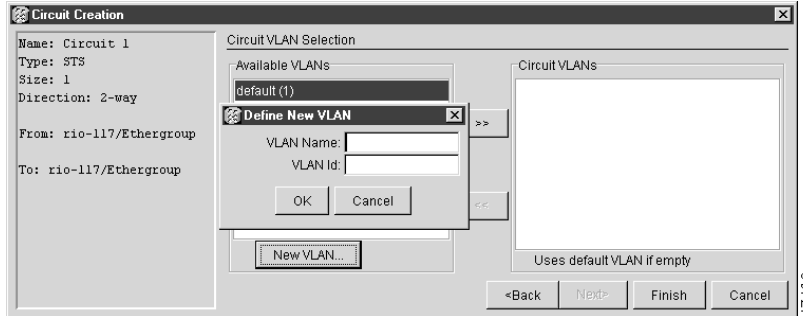 Circuit Creation
Name: Circuit 1
Type: STS
Size: 1
Direction: 2-way
From: rio-117/Ethergroup
To: rio-117/Ethergroup
Circuit VLAN Selection
Available VLANs
default (1)
Define New VLAN
VLAN Name:
VLAN Id:
OK Cancel
New VLAN...
>>
<<
Circuit VLANs
Uses default VLAN if empty
<Back Next> Finish Cancel